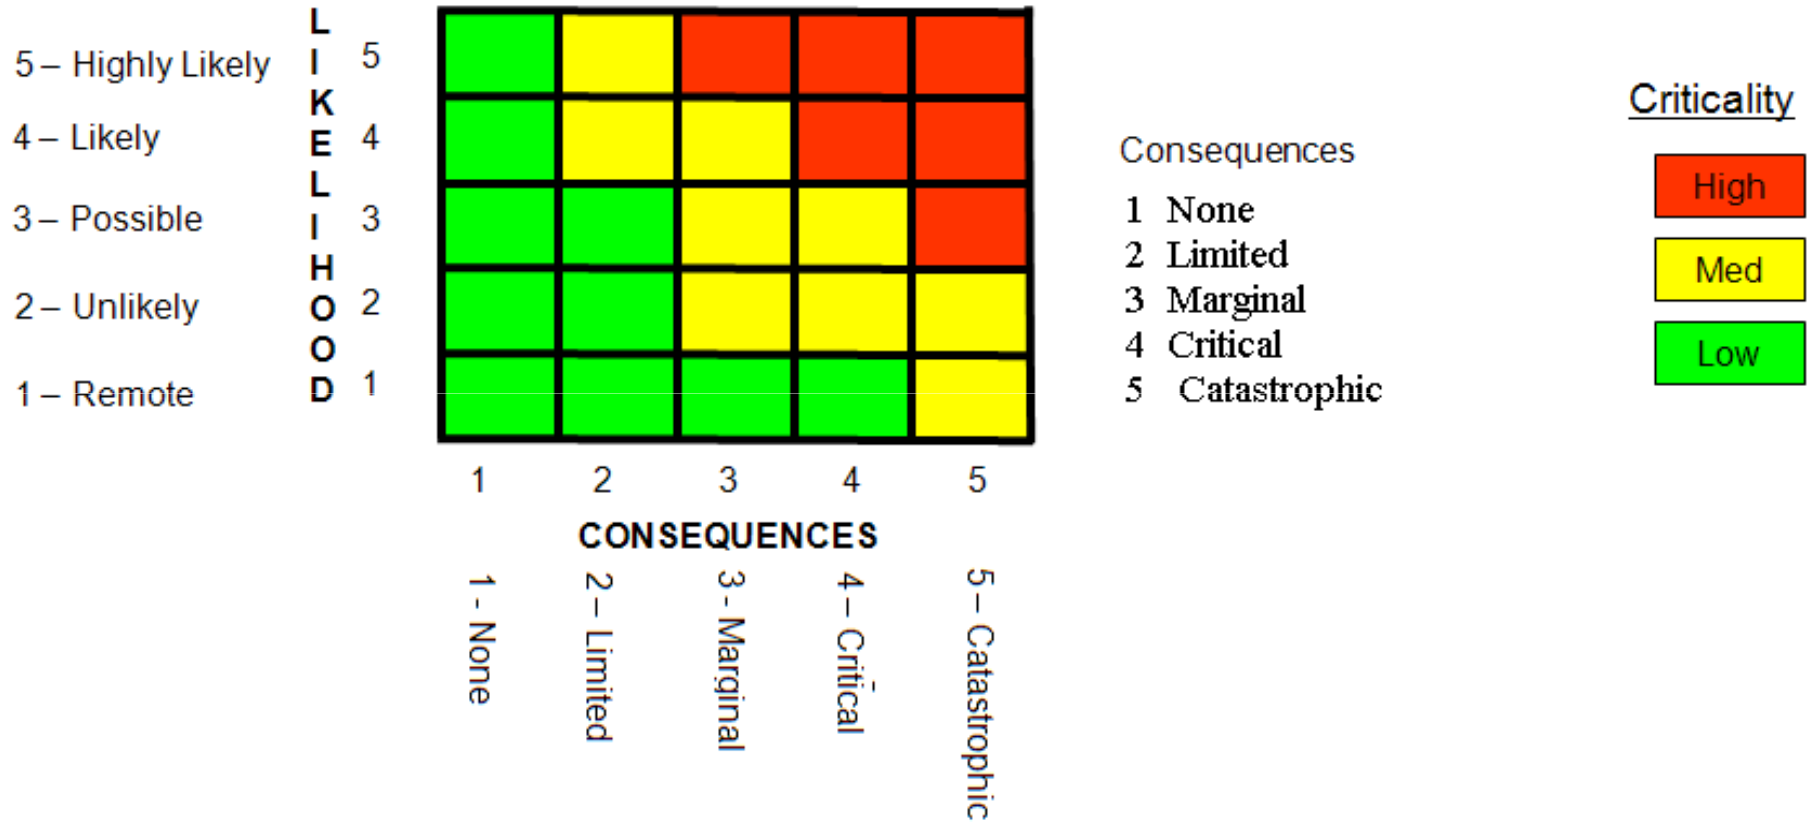 5 – Highly Likely
4 – Likely
3 – Possible
2 – Unlikely
1 – Remote
LIKELIHOOD
5
4
3
2
1
1 2 3 4 5
CONSEQUENCES
1 - None
2 – Limited
3 - Marginal
4 – Critical
5 – Catastrophic
Consequences
1 None
2 Limited
3 Marginal
4 Critical
5 Catastrophic
Criticality
High
Med
Low